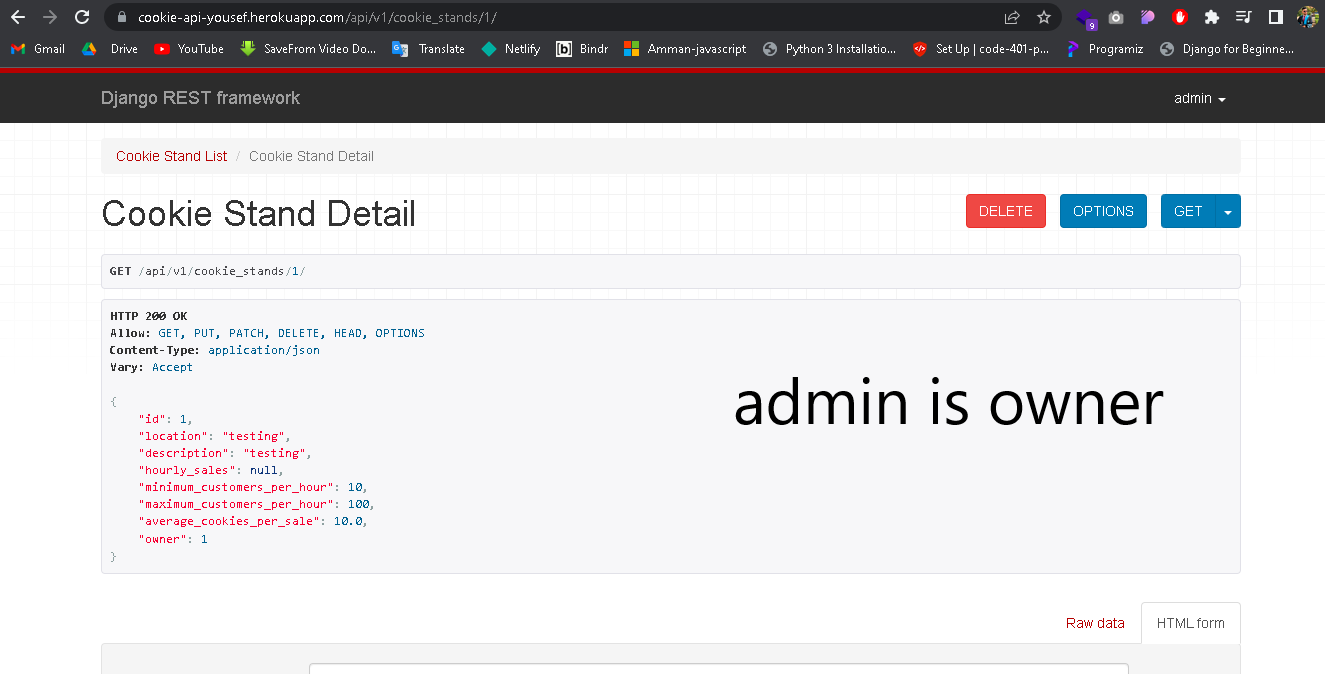 cookie-api-yousef.herokuapp.com/api/v1/cookie_stands/1/
9
Gmail Drive YouTube SaveFrom Video Do... Translate Netlify Bindr Amman-javascript Python 3 Installatio... Set Up | code-401-p... Programiz Django for Beginne...
Django REST framework admin
Cookie Stand List / Cookie Stand Detail
Cookie Stand Detail DELETE OPTIONS GET
GET /api/v1/cookie_stands/1/
HTTP 200 OK
Allow: GET, PUT, PATCH, DELETE, HEAD, OPTIONS
Content-Type: application/json
Vary: Accept
{
"id": 1,
"location": "testing",
"description": "testing",
"hourly_sales": null,
"minimum_customers_per_hour": 10,
"maximum_customers_per_hour": 100,
"average_cookies_per_sale": 10.0,
"owner": 1
}
admin is owner
Raw data HTML form